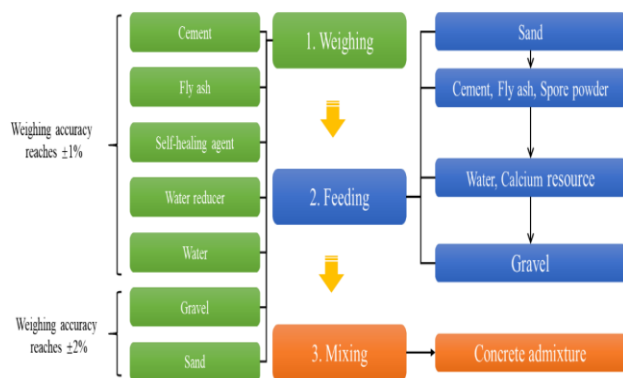 Weighing accuracy
reaches ±1%
Weighing accuracy
reaches ±2%
Cement
Fly ash
Self-healing agent
Water reducer
Water
Gravel
Sand
1. Weighing
2. Feeding
3. Mixing
Sand
Cement, Fly ash, Spore powder
Water, Calcium resource
Gravel
Concrete admixture